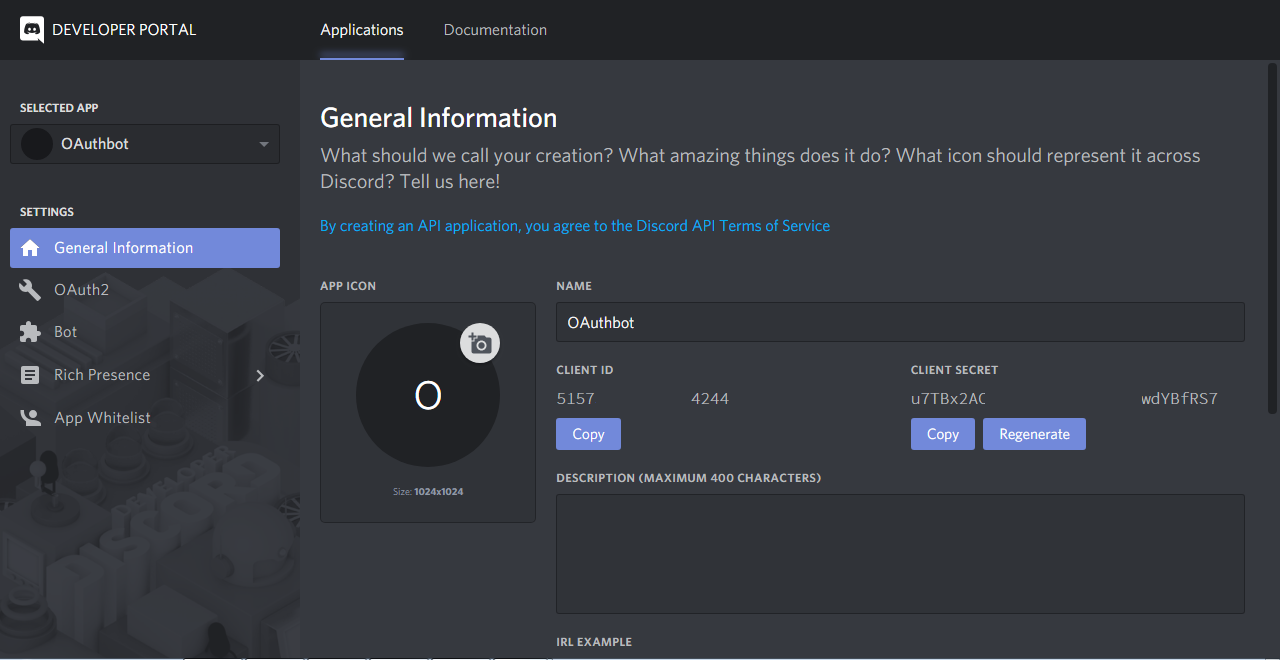 DEVELOPER PORTAL
Applications
Documentation
SELECTED APP
OAuthbot
SETTINGS
General Information
OAuth2
Bot
Rich Presence
App Whitelist
General Information
What should we call your creation? What amazing things does it do? What icon should represent it across
Discord? Tell us here!
By creating an API application, you agree to the Discord API Terms of Service
APP ICON
O
Size: 1024x1024
NAME
OAuthbot
CLIENT ID
5157 4244
Copy
CLIENT SECRET
u7TBx2AC wdYBfRS7
Copy Regenerate
DESCRIPTION (MAXIMUM 400 CHARACTERS)
IRL EXAMPLE